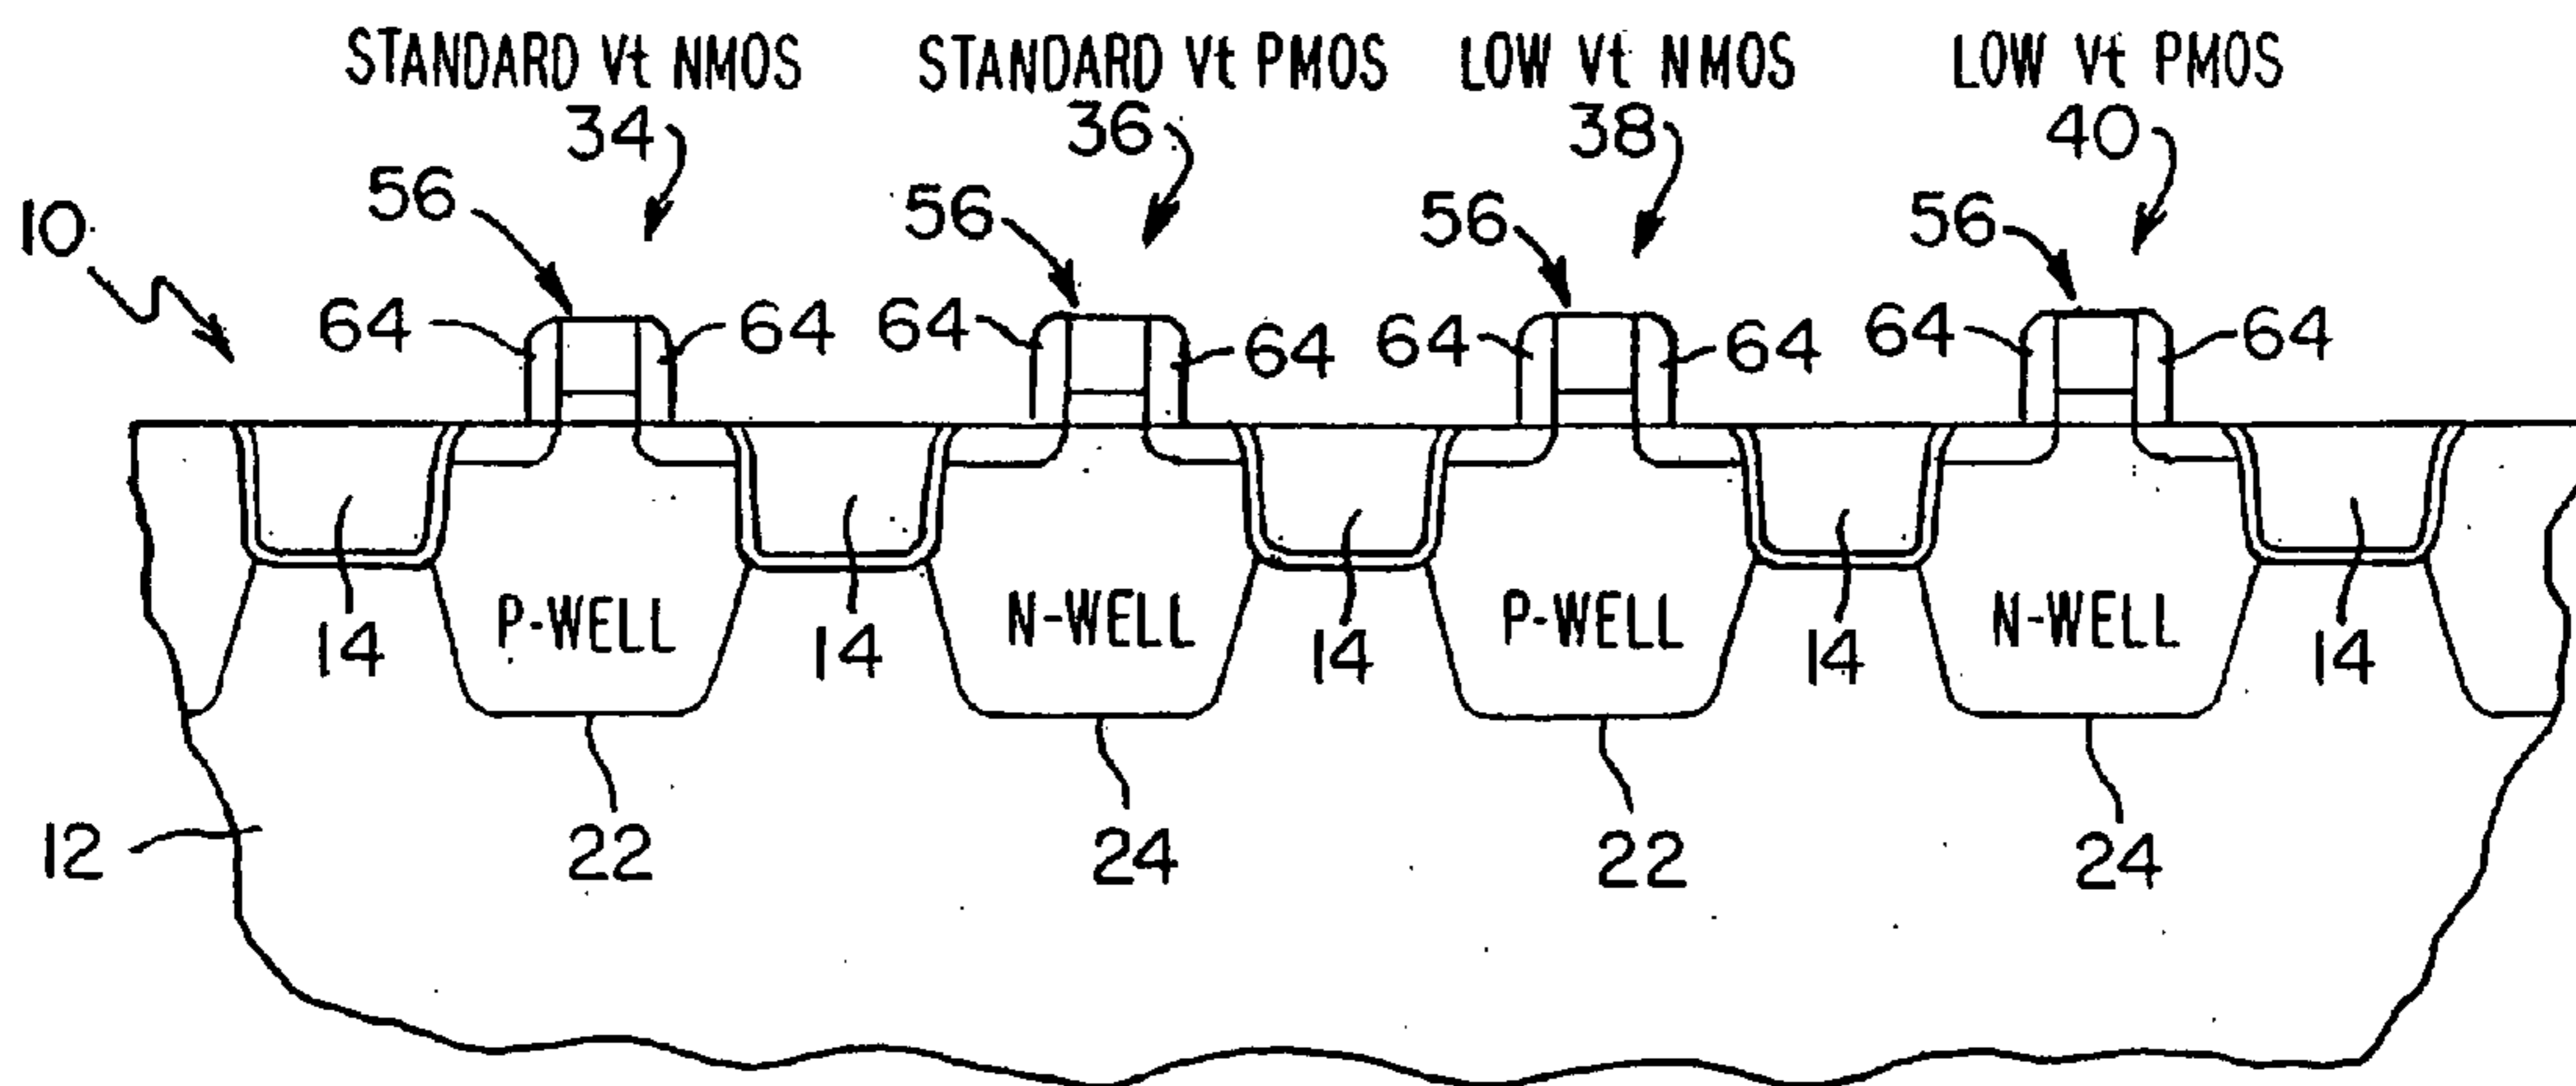 STANDARD Vt NMOS STANDARD Vt PMOS LOW Vt NMOS LOW Vt PMOS
34 36 38 40
56 56 56 56
10
64 64 64 64 64 64 64 64
P-WELL N-WELL P-WELL N-WELL
14 14 14 14 14
12 22 24 22 24